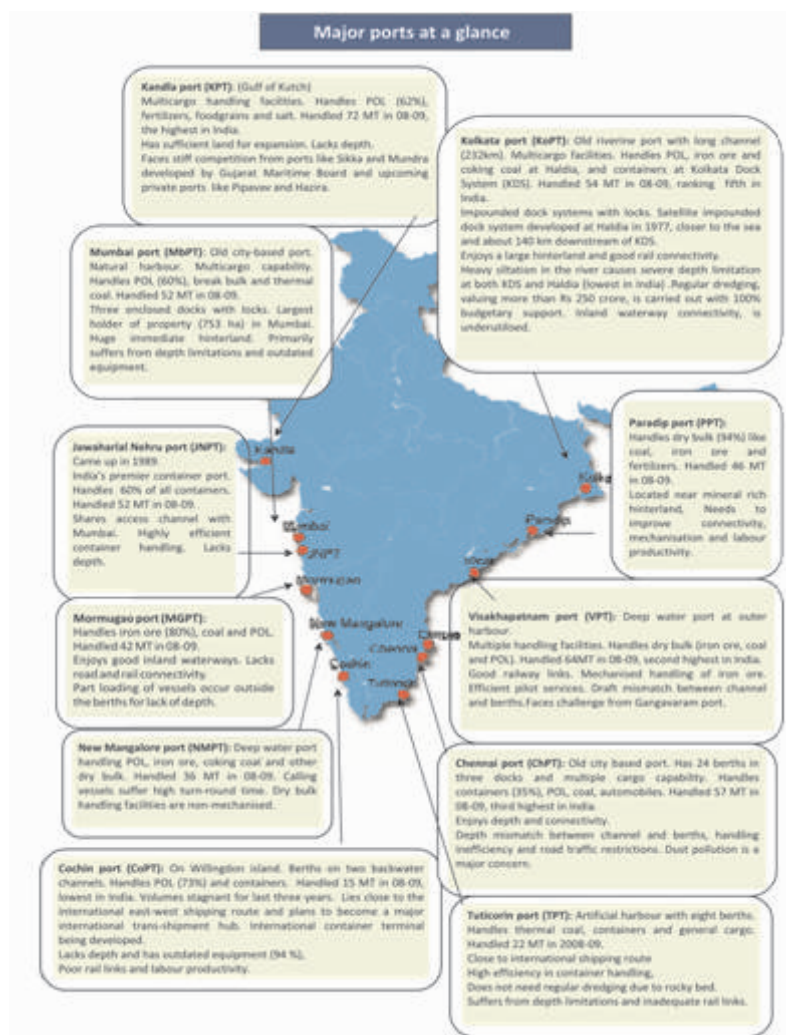 Major ports at a glance
Kandla port (KPT): (Gulf of Kutch)
Multicargo handling facilities. Handles POL (62%),
fertilizers, foodgrains and salt. Handled 72 MT in 08-09,
the highest in India.
Has sufficient land for expansion. Lacks depth.
Faces stiff competition from ports like Sikka and Mundra
developed by Gujarat Maritime Board and upcoming
private ports like Pipavav and Hazira.
Kolkata port (KoPT): Old riverine port with long channel
(232km). Multicargo facilities. Handles POL, iron ore and
coking coal at Haldia, and containers at Kolkata Dock
System (KDS). Handled 54 MT in 08-09, ranking fifth in
India.
Impounded dock systems with locks. Satellite impounded
dock system developed at Haldia in 1977, closer to the sea
and about 140 km downstream of KDS.
Enjoys a large hinterland and good rail connectivity.
Heavy siltation in the river causes severe depth limitation
at both KDS and Haldia (lowest in India) .Regular dredging,
valuing more than Rs 250 crore, is carried out with 100%
budgetary support. Inland waterway connectivity, is
underutilised.
Mumbai port (MbPT): Old city-based port.
Natural harbour. Multicargo capability.
Handles POL (60%), break bulk and thermal
coal. Handled 52 MT in 08-09.
Three enclosed docks with locks. Largest
holder of property (753 ha) in Mumbai.
Huge immediate hinterland. Primarily
suffers from depth limitations and outdated
equipment.
Paradip port (PPT):
Handles dry bulk (94%) like
coal, iron ore and
fertilizers. Handled 46 MT
in 08-09.
Located near mineral rich
hinterland, Needs to
improve connectivity,
mechanisation and labour
productivity.
Jawaharlal Nehru port (JNPT):
Came up in 1989.
India's premier container port.
Handles 60% of all containers.
Handled 52 MT in 08-09.
Shares access channel with
Mumbai. Highly efficient
container handling. Lacks
depth.
Kandla
Kolka
Paradip
Mumbai
JNPT
Mormugao
New Mangalore
Chennai
Cochin
Tuticorin
Mormugao port (MGPT):
Handles iron ore (80%), coal and POL.
Handled 42 MT in 08-09.
Enjoys good inland waterways. Lacks
road and rail connectivity.
Part loading of vessels occur outside
the berths for lack of depth.
Visakhapatnam port (VPT): Deep water port at outer
harbour.
Multiple handling facilities. Handles dry bulk (iron ore, coal
and POL). Handled 64MT in 08-09, second highest in India.
Good railway links. Mechanised handling of iron ore.
Efficient pilot services. Draft mismatch between channel
and berths.Faces challenge from Gangavaram port.
New Mangalore port (NMPT): Deep water port
handling POL, iron ore, coking coal and other
dry bulk. Handled 36 MT in 08-09. Calling
vessels suffer high turn-round time. Dry bulk
handling facilities are non-mechanised.
Chennai port (ChPT): Old city based port. Has 24 berths in
three docks and multiple cargo capability. Handles
containers (35%), POL, coal, automobiles. Handled 57 MT in
08-09, third highest in India.
Enjoys depth and connectivity.
Depth mismatch between channel and berths, handling
inefficiency and road traffic restrictions. Dust pollution is a
major concern.
Cochin port (CoPT): On Willingdon island. Berths on two backwater
channels. Handles POL (73%) and containers. Handled 15 MT in 08-09,
lowest in India. Volumes stagnant for last three years. Lies close to the
international east-west shipping route and plans to become a major
international trans-shipment hub. International container terminal
being developed.
Lacks depth and has outdated equipment (94 %),
Poor rail links and labour productivity.
Tuticorin port (TPT): Artificial harbour with eight berths.
Handles thermal coal, containers and general cargo.
Handled 22 MT in 2008-09.
Close to international shipping route
High efficiency in container handling,
Does not need regular dredging due to rocky bed.
Suffers from depth limitations and inadequate rail links.